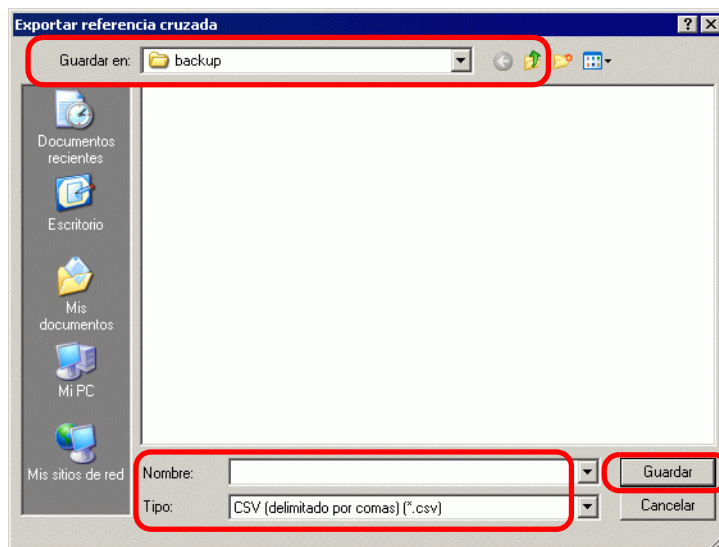 Exportar referencia cruzada
Guardar en:
backup
Documentos
recientes
Escritorio
Mis
documentos
Mi PC
Mis sitios de red
Nombre:
Guardar
Tipo:
CSV (delimitado por comas) (*.csv)
Cancelar